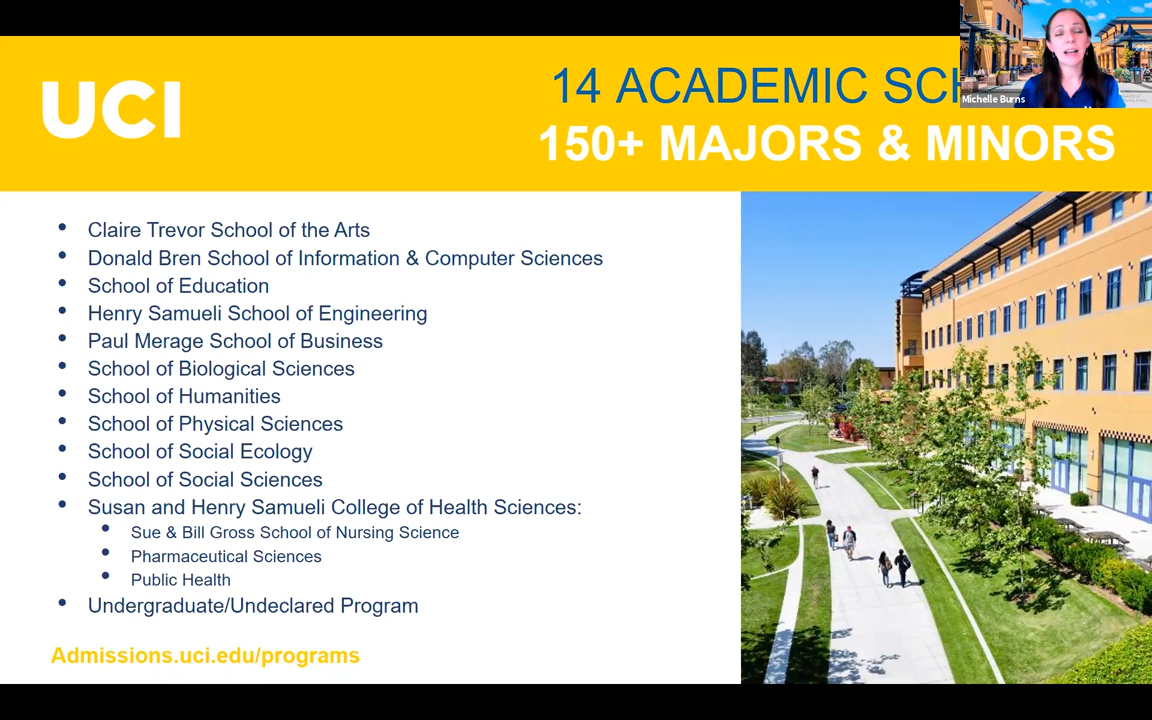 UCI
14 ACADEMIC SCH
150+ MAJORS & MINORS
Michelle Burns
• Claire Trevor School of the Arts
• Donald Bren School of Information & Computer Sciences
• School of Education
• Henry Samueli School of Engineering
• Paul Merage School of Business
• School of Biological Sciences
• School of Humanities
• School of Physical Sciences
• School of Social Ecology
• School of Social Sciences
• Susan and Henry Samueli College of Health Sciences:
• Sue & Bill Gross School of Nursing Science
• Pharmaceutical Sciences
• Public Health
• Undergraduate/Undeclared Program
Admissions.uci.edu/programs